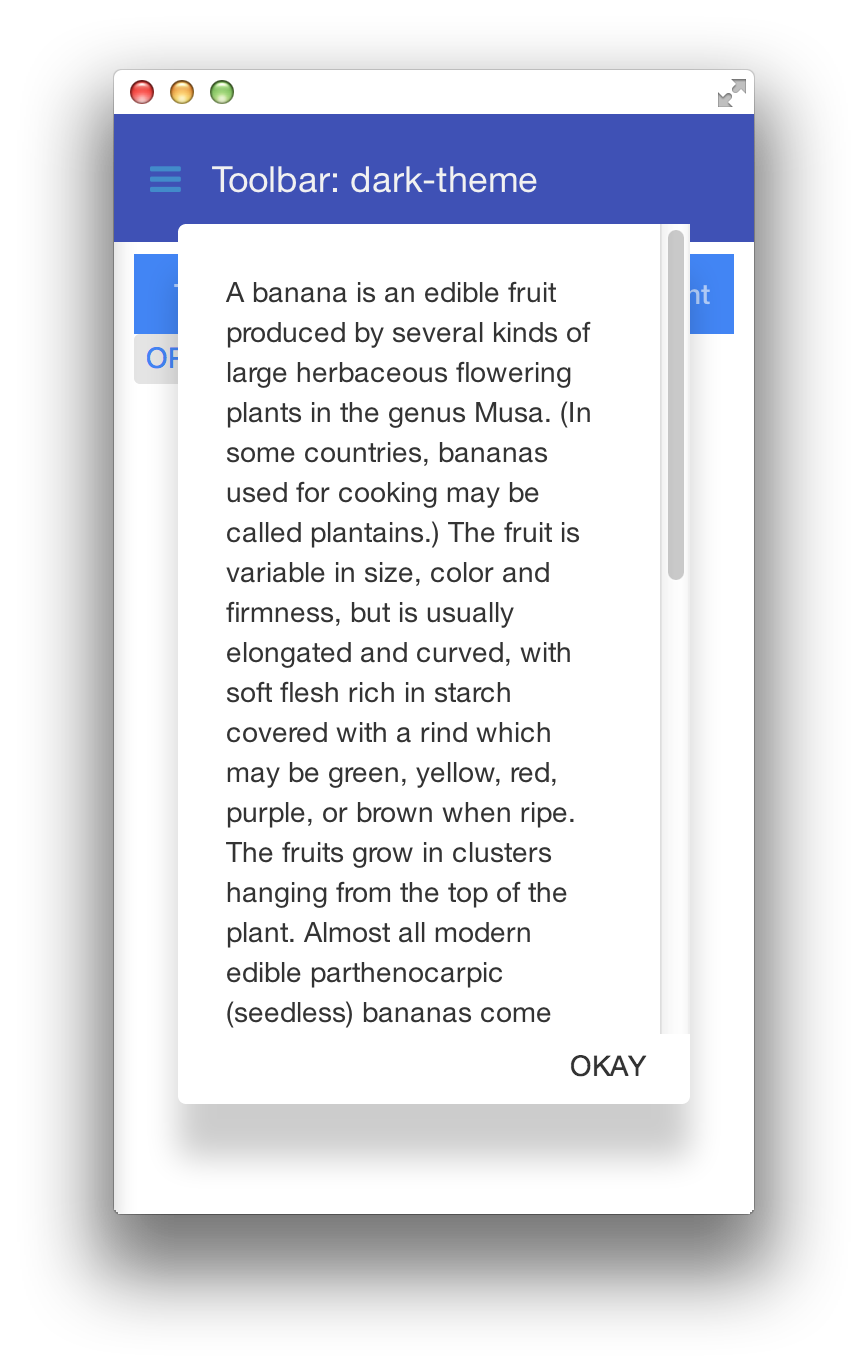 Toolbar: dark-theme
A banana is an edible fruit
produced by several kinds of
large herbaceous flowering
plants in the genus Musa. (In
some countries, bananas
used for cooking may be
called plantains.) The fruit is
variable in size, color and
firmness, but is usually
elongated and curved, with
soft flesh rich in starch
covered with a rind which
may be green, yellow, red,
purple, or brown when ripe.
The fruits grow in clusters
hanging from the top of the
plant. Almost all modern
edible parthenocarpic
(seedless) bananas come
OKAY